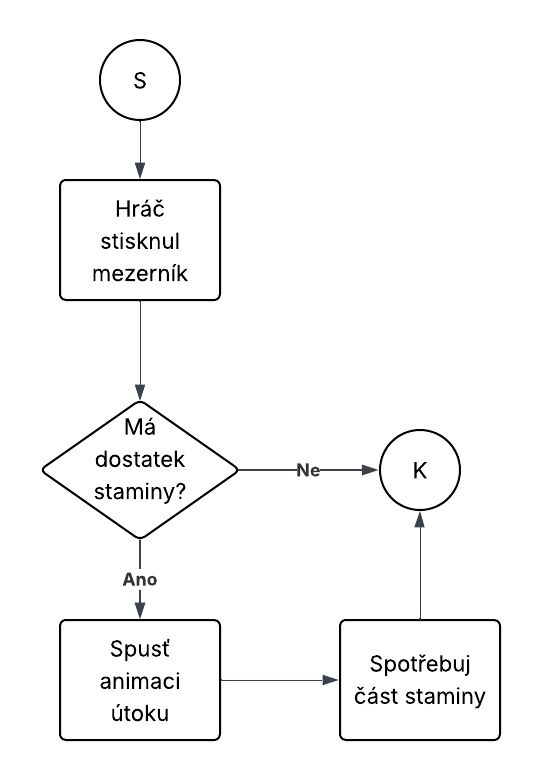 S
Hráč
stisknul
mezerník
Má
dostatek
staminy?
Ne
K
Ano
Spusť
animaci
útoku
Spotřebuj
část staminy